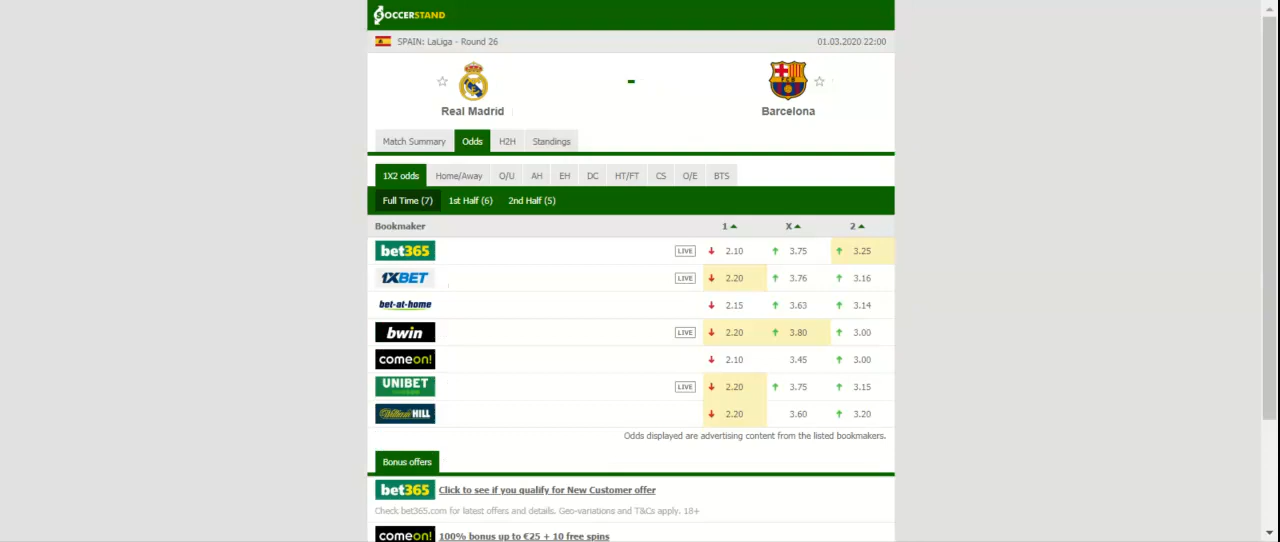 SOCCERSTAND
SPAIN: LaLiga - Round 26 01.03.2020 22:00
-
Real Madrid Barcelona
Match Summary Odds H2H Standings
1X2 odds Home/Away O/U AH EH DC HT/FT CS O/E BTS
Full Time (7) 1st Half (6) 2nd Half (5)
Bookmaker 1 X 2
bet365 LIVE 2.10 3.75 3.25
1XBET LIVE 2.20 3.76 3.16
bet-at-home 2.15 3.63 3.14
bwin LIVE 2.20 3.80 3.00
comeon! 2.10 3.45 3.00
UNIBET LIVE 2.20 3.75 3.15
William HILL 2.20 3.60 3.20
Odds displayed are advertising content from the listed bookmakers.
Bonus offers
bet365 Click to see if you qualify for New Customer offer
Check bet365.com for latest offers and details. Geo-variations and T&Cs apply. 18+
comeon! 100% bonus up to €25 + 10 free spins